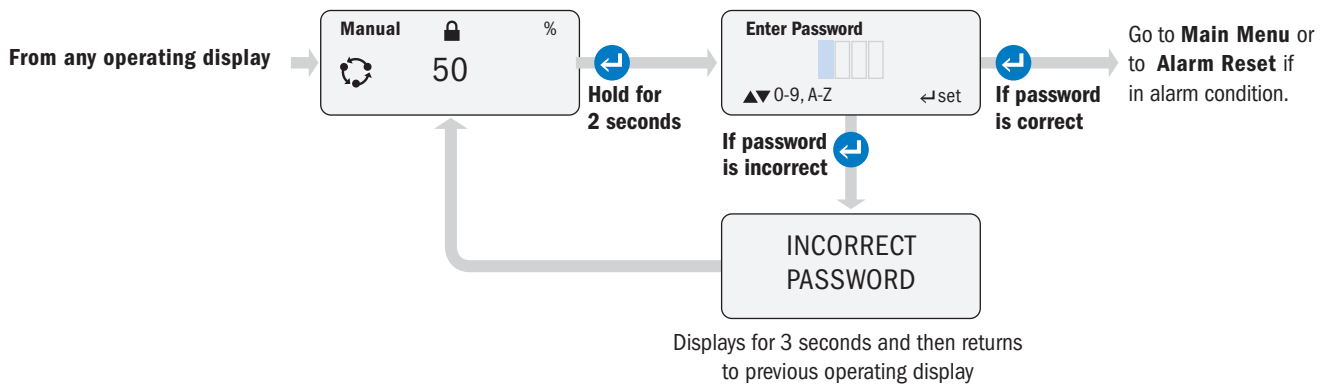 From any operating display
Manual %
50
Hold for
2 seconds
Enter Password
▲▼ 0-9, A-Z ↵ set
If password
is correct
Go to Main Menu or
to Alarm Reset if
in alarm condition.
If password
is incorrect
INCORRECT
PASSWORD
Displays for 3 seconds and then returns
to previous operating display